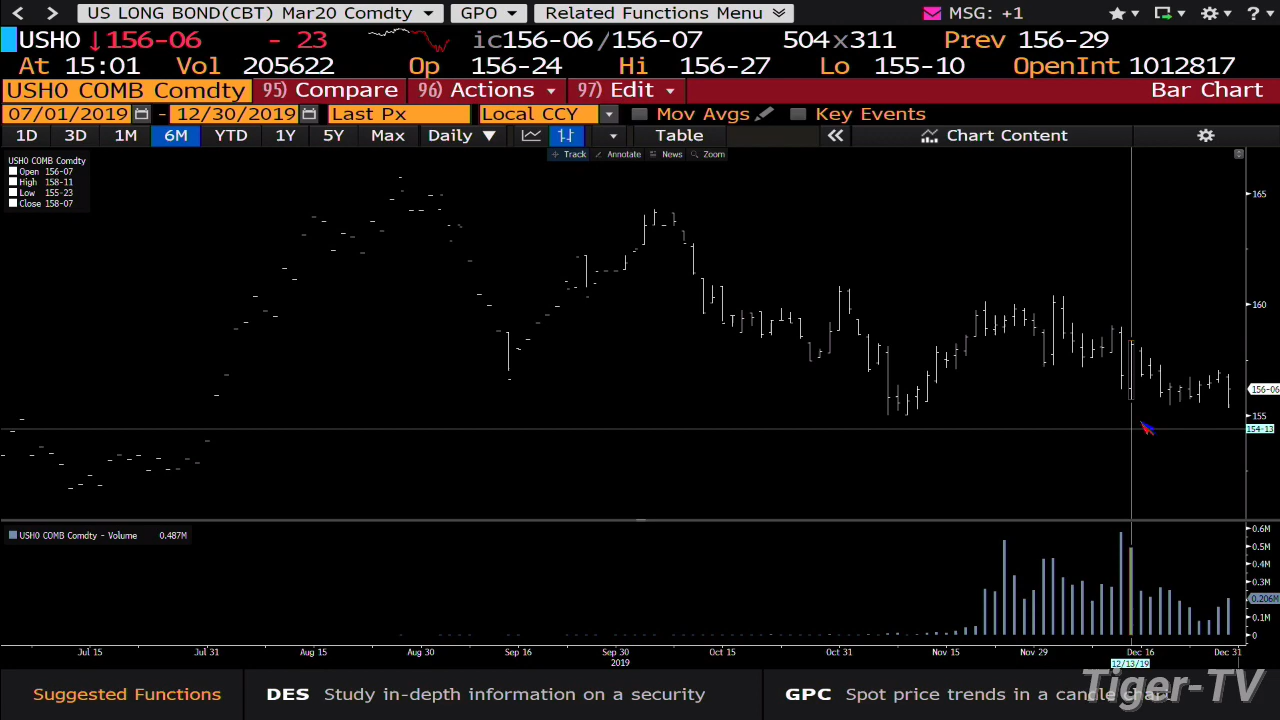 US LONG BOND(CBT) Mar20 Comdty GPO Related Functions Menu MSG: +1 ?
USH0 ↓156-06 - 23 ic156-06/156-07 504x311 Prev 156-29
At 15:01 Vol 205622 Op 156-24 Hi 156-27 Lo 155-10 OpenInt 1012817
USH0 COMB Comdty 95) Compare 96) Actions 97) Edit Bar Chart
07/01/2019 - 12/30/2019 Last Px Local CCY Mov Avgs Key Events
1D 3D 1M 6M YTD 1Y 5Y Max Daily ▼ Table Chart Content
Track Annotate News Zoom
USH0 COMB Comdty
Open 156-07
High 158-11
Low 155-23
Close 158-07
165
160
156-06
155
154-13
USH0 COMB Comdty - Volume 0.487M
0.6M
0.5M
0.4M
0.3M
0.206M
0.1M
0
Jul 15 Jul 31 Aug 15 Aug 30 Sep 16 Sep 30 Oct 15 Oct 31 Nov 15 Nov 29 Dec 16 Dec 31
2019 12/13/19
Suggested Functions DES Study in-depth information on a security GPC Spot price trends in a candle chart
Tiger-TV